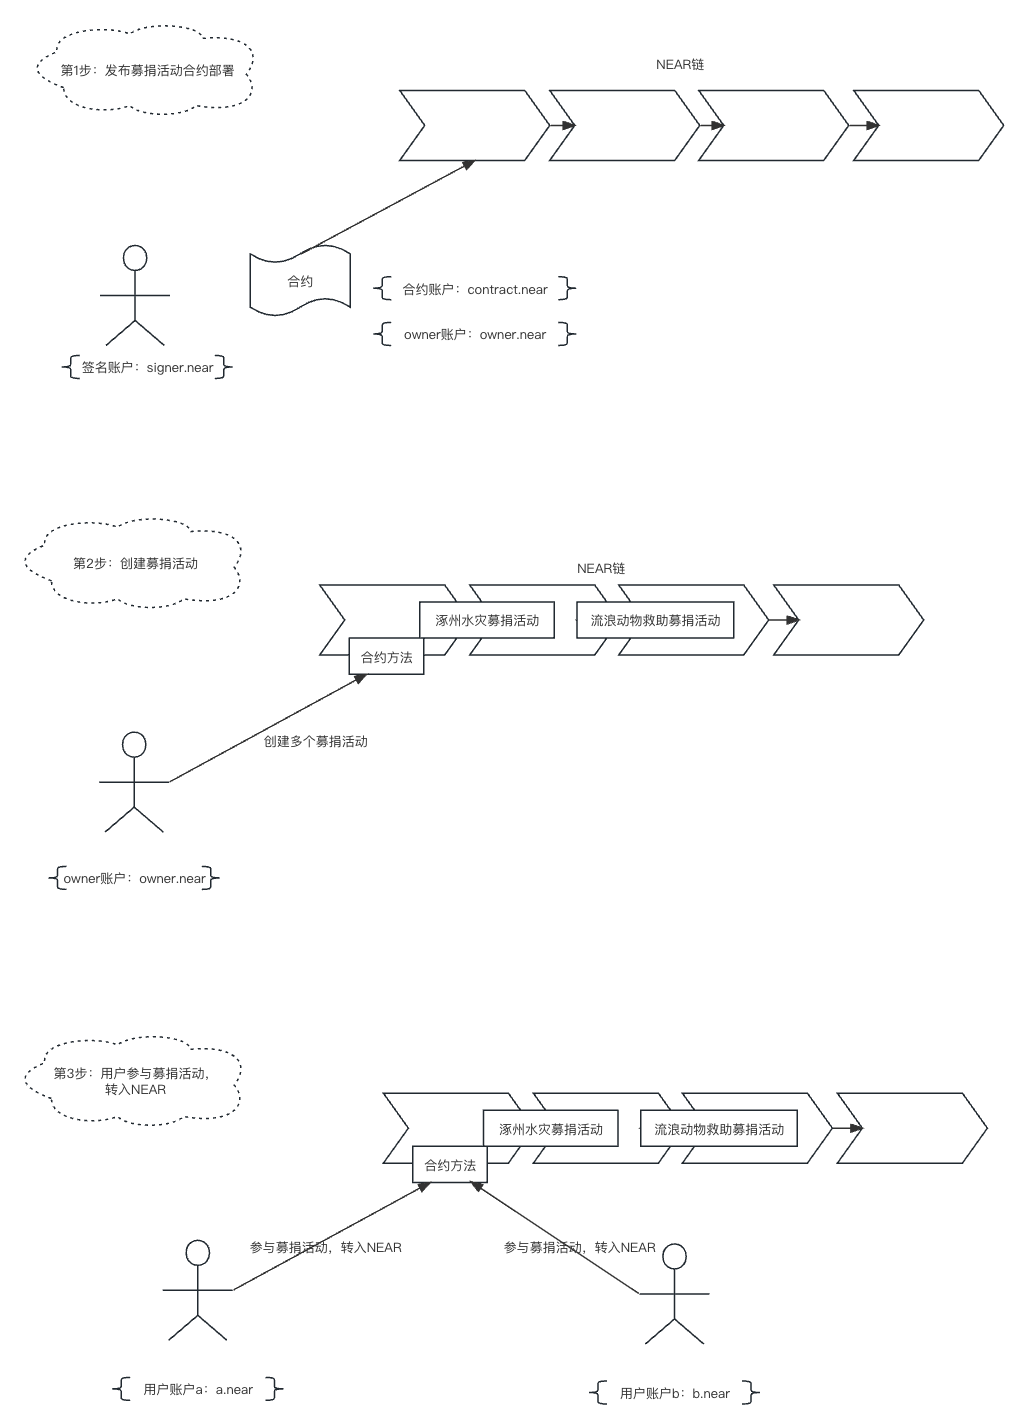 第1步：发布募捐活动合约部署
NEAR链
合约
合约账户：contract.near
owner账户：owner.near
签名账户：signer.near
第2步：创建募捐活动
NEAR链
涿州水灾募捐活动
流浪动物救助募捐活动
合约方法
创建多个募捐活动
owner账户：owner.near
第3步：用户参与募捐活动，
转入NEAR
涿州水灾募捐活动
流浪动物救助募捐活动
合约方法
参与募捐活动，转入NEAR
参与募捐活动，转入NEAR
用户账户a：a.near
用户账户b：b.near